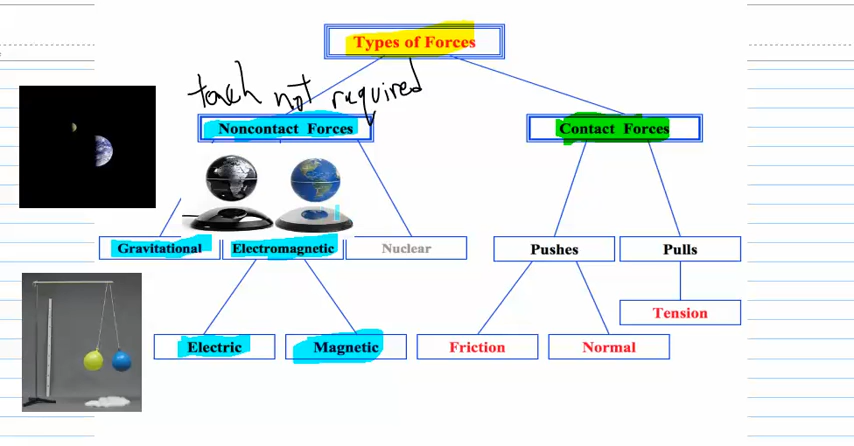 Types of Forces
touch not required
Noncontact Forces
Contact Forces
Gravitational
Electromagnetic
Nuclear
Pushes
Pulls
Tension
Electric
Magnetic
Friction
Normal